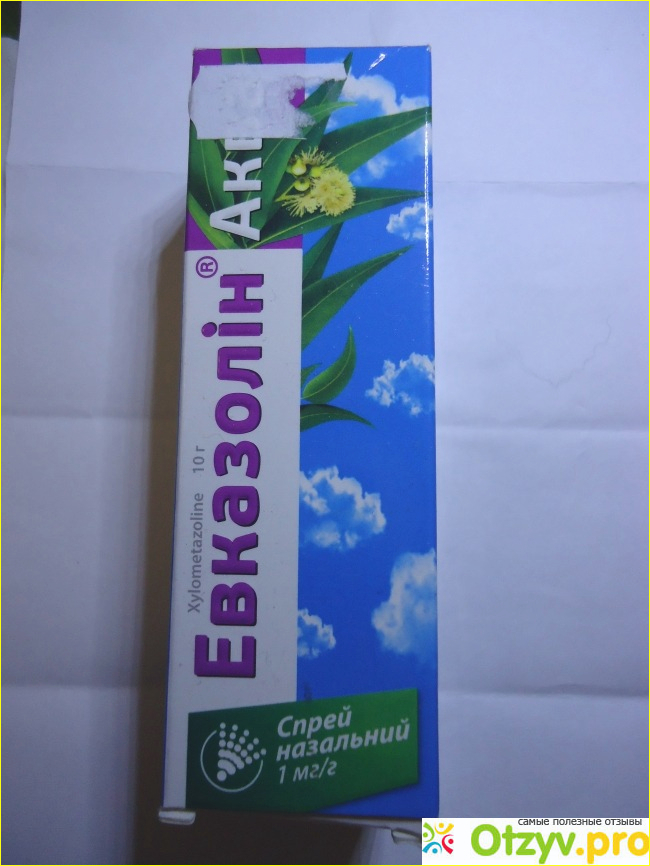 Xylometazoline 10 г
Евказолін® Ак
Спрей
назальний
1 мг/г
самые полезные отзывы
Otzyv.pro